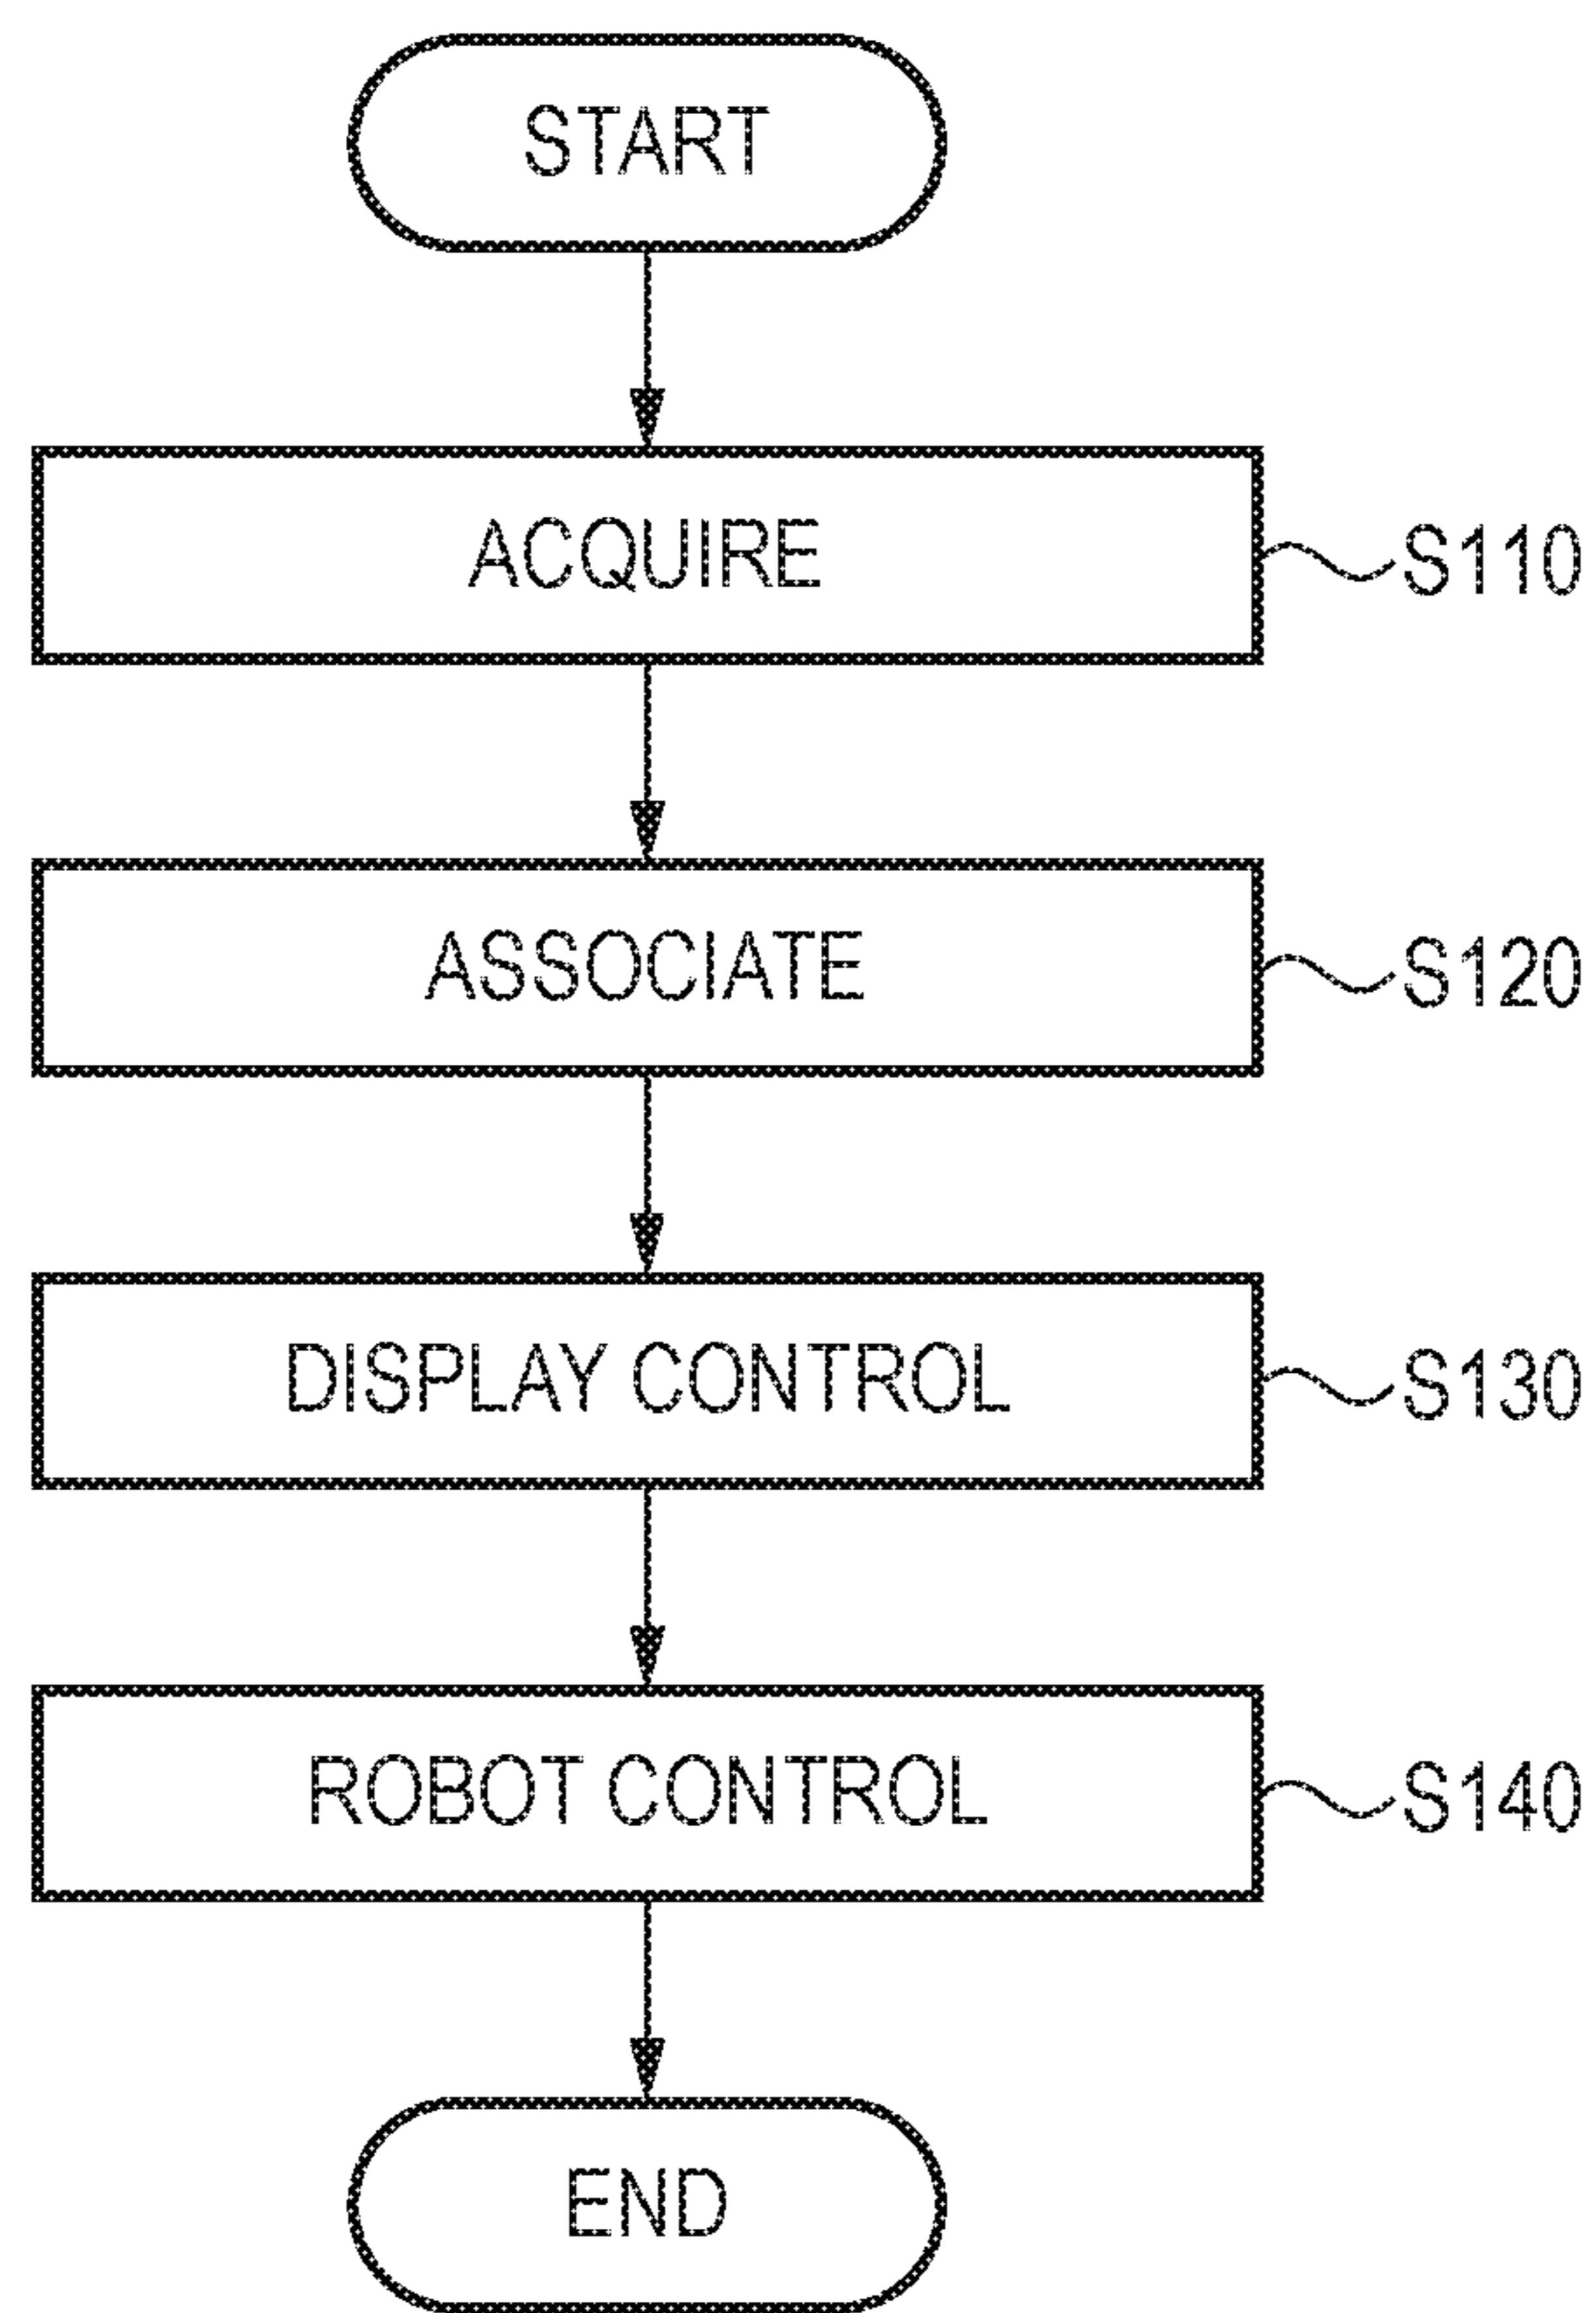 START
ACQUIRE
S110
ASSOCIATE
S120
DISPLAY CONTROL
S130
ROBOT CONTROL
S140
END